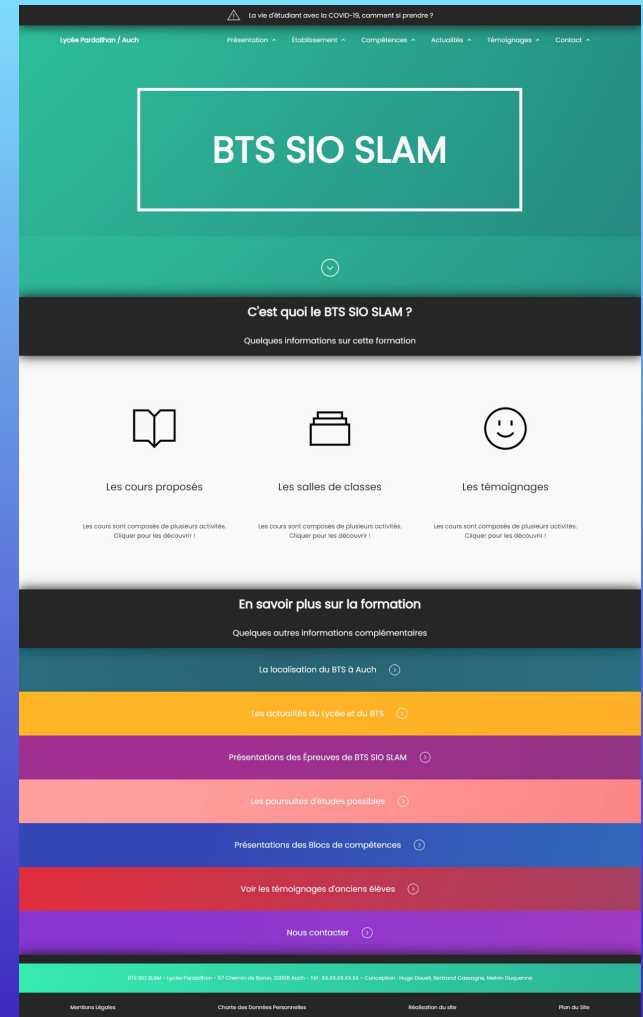 La vie d'étudiant avec la COVID-19, comment si prendre ?
Lycée Pardailhan / Auch Présentation Établissement Compétences Actualités Témoignages Contact
BTS SIO SLAM
C'est quoi le BTS SIO SLAM ?
Quelques informations sur cette formation
Les cours proposés Les salles de classes Les témoignages
Les cours sont composés de plusieurs activités. Les cours sont composés de plusieurs activités. Les cours sont composés de plusieurs activités.
Cliquer pour les découvrir ! Cliquer pour les découvrir ! Cliquer pour les découvrir !
En savoir plus sur la formation
Quelques autres informations complémentaires
La localisation du BTS à Auch
Les actualités du Lycée et du BTS
Présentations des Épreuves de BTS SIO SLAM
Les poursuites d'études possibles
Présentations des Blocs de compétences
Voir les témoignages d'anciens élèves
Nous contacter
BTS SIO SLAM - Lycée Pardailhan - 57 Chemin de Baron, 32008 Auch - Tél : XX.XX.XX.XX.XX - Conception : Hugo Douet, Bertrand Cassagne, Melvin Duquenne
Mentions Légales Charte des Données Personnelles Réalisation du site Plan du Site